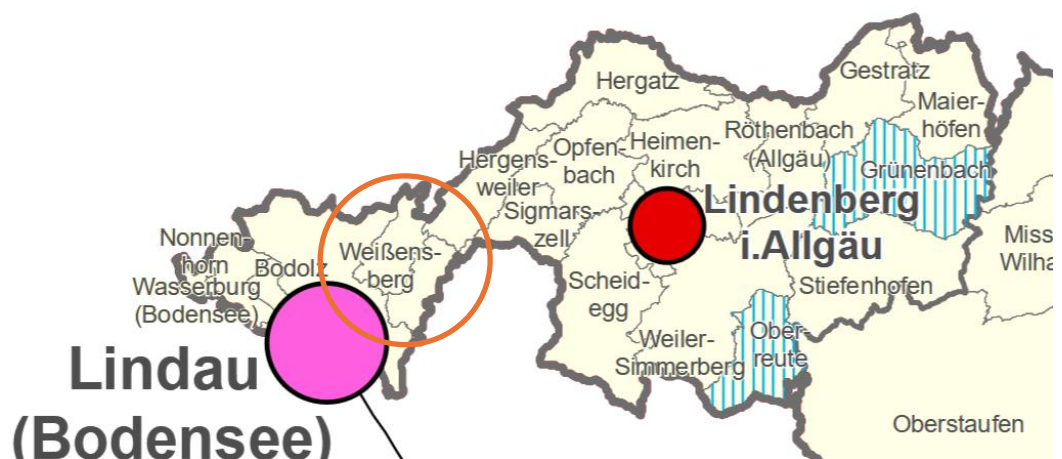 Gestratz
Hergatz
Maier-
höfen
Heimen-
kirch
Röthenbach
(Allgäu)
Opfen-
bach
Hergens-
weiler
Grünenbach
Lindenberg
i.Allgäu
Sigmars-
zell
Weißens-
berg
Nonnen-
horn
Bodolz
Wasserburg
(Bodensee)
Scheid-
egg
Stiefenhofen
Miss
Wilha
Ober-
reute
Weiler-
Simmerberg
Lindau
(Bodensee)
Oberstaufen